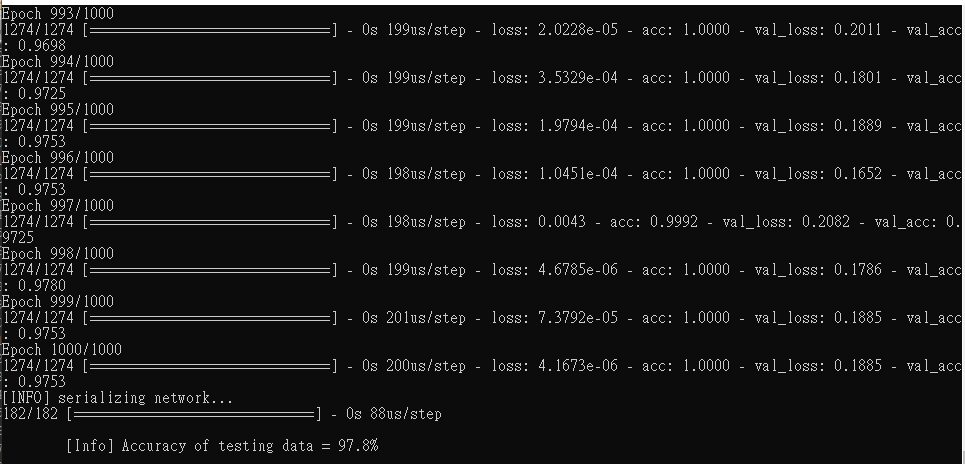 Epoch 993/1000
1274/1274 [==============================] - 0s 199us/step - loss: 2.0228e-05 - acc: 1.0000 - val_loss: 0.2011 - val_acc
: 0.9698
Epoch 994/1000
1274/1274 [==============================] - 0s 199us/step - loss: 3.5329e-04 - acc: 1.0000 - val_loss: 0.1801 - val_acc
: 0.9725
Epoch 995/1000
1274/1274 [==============================] - 0s 199us/step - loss: 1.9794e-04 - acc: 1.0000 - val_loss: 0.1889 - val_acc
: 0.9753
Epoch 996/1000
1274/1274 [==============================] - 0s 198us/step - loss: 1.0451e-04 - acc: 1.0000 - val_loss: 0.1652 - val_acc
: 0.9753
Epoch 997/1000
1274/1274 [==============================] - 0s 198us/step - loss: 0.0043 - acc: 0.9992 - val_loss: 0.2082 - val_acc: 0.
9725
Epoch 998/1000
1274/1274 [==============================] - 0s 199us/step - loss: 4.6785e-06 - acc: 1.0000 - val_loss: 0.1786 - val_acc
: 0.9780
Epoch 999/1000
1274/1274 [==============================] - 0s 201us/step - loss: 7.3792e-05 - acc: 1.0000 - val_loss: 0.1885 - val_acc
: 0.9753
Epoch 1000/1000
1274/1274 [==============================] - 0s 200us/step - loss: 4.1673e-06 - acc: 1.0000 - val_loss: 0.1885 - val_acc
: 0.9753
[INFO] serializing network...
182/182 [==============================] - 0s 88us/step
[Info] Accuracy of testing data = 97.8%